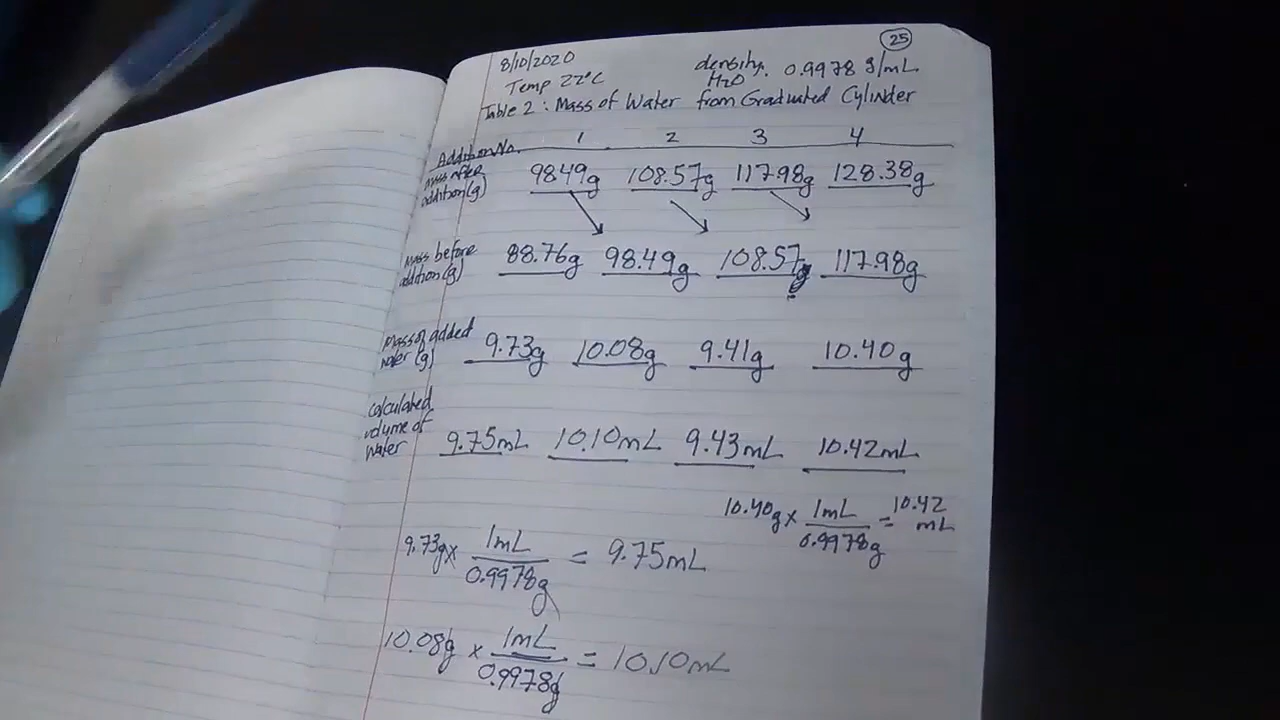 25
8/10/2020
Temp 22°C
density H2O 0.9978 g/mL
Table 2: Mass of Water from Graduated Cylinder
Addition No. 1 2 3 4
Mass after addition (g) 98.49g 108.57g 117.98g 128.38g
Mass before addition (g) 88.76g 98.49g 108.57g 117.98g
Mass of added water (g) 9.73g 10.08g 9.41g 10.40g
Calculated volume of water 9.75mL 10.10mL 9.43mL 10.42mL
10.40g x 1mL / 0.9978g = 10.42 mL
9.73g x 1mL / 0.9978g = 9.75mL
10.08g x 1mL / 0.9978g = 10.10mL